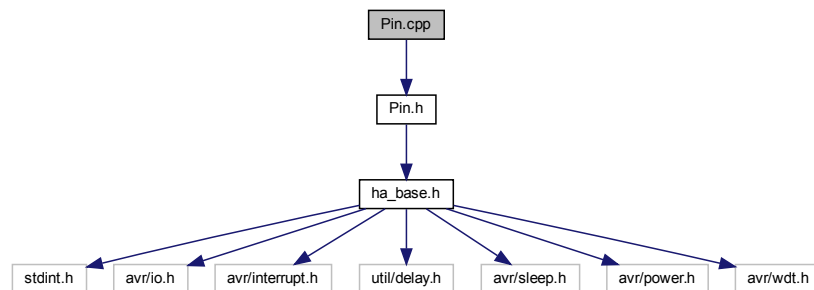 Pin.cpp
Pin.h
ha_base.h
stdint.h avr/io.h avr/interrupt.h util/delay.h avr/sleep.h avr/power.h avr/wdt.h